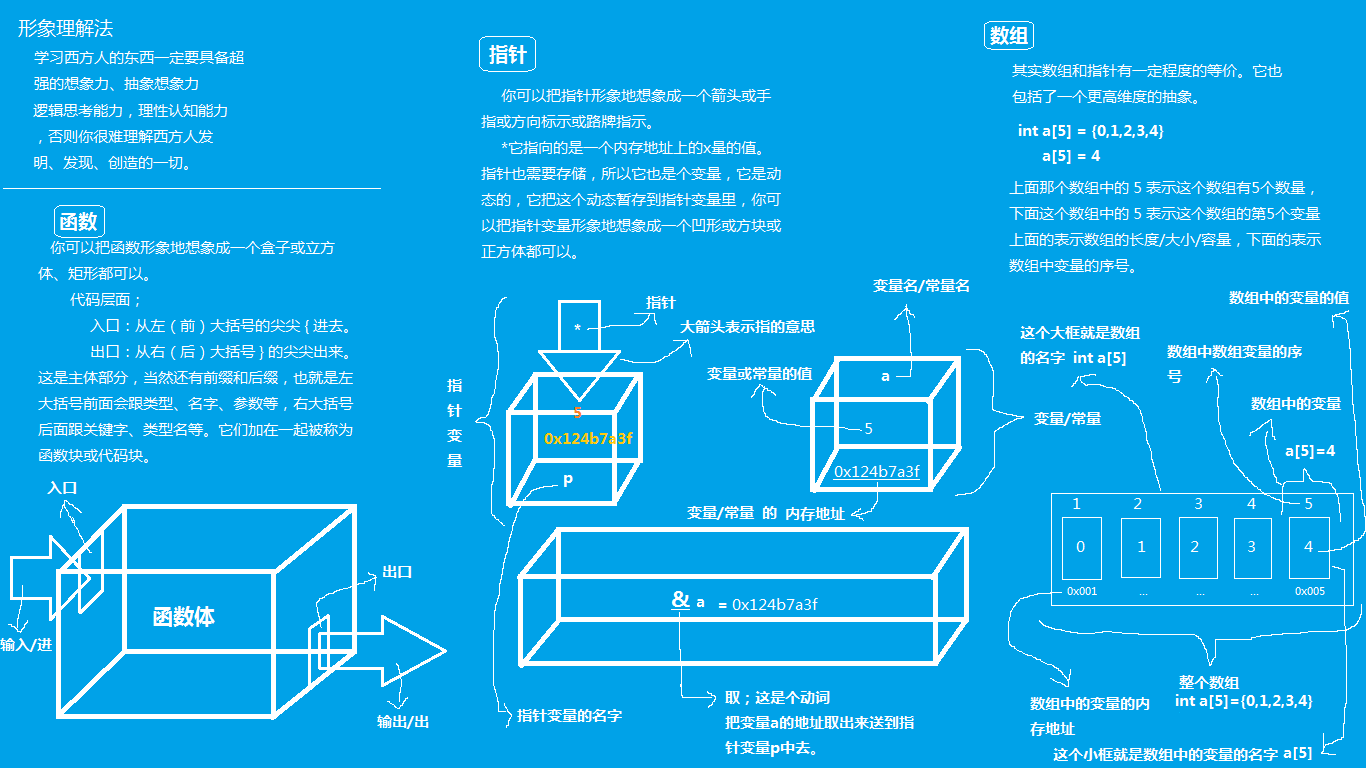 形象理解法
学习西方人的东西一定要具备超
强的想象力、抽象想象力
逻辑思考能力，理性认知能力
，否则你很难理解西方人发
明、发现、创造的一切。
函数
你可以把函数形象地想象成一个盒子或立方
体、矩形都可以。
代码层面；
入口：从左（前）大括号的尖尖 { 进去。
出口：从右（后）大括号 } 的尖尖出来。
这是主体部分，当然还有前缀和后缀，也就是左
大括号前面会跟类型、名字、参数等，右大括号
后面跟关键字、类型名等。它们加在一起被称为
函数块或代码块。
入口
函数体
出口
输入/进
输出/出
指针
你可以把指针形象地想象成一个箭头或手
指或方向标示或路牌指示。
*它指向的是一个内存地址上的x量的值。
指针也需要存储，所以它也是个变量，它是动
态的，它把这个动态暂存到指针变量里，你可
以把指针变量形象地想象成一个凹形或方块或
正方体都可以。
指针
*
大箭头表示指的意思
指
针
变
量
5
0x124b7a3f
p
变量名/常量名
变量或常量的值
a
5
0x124b7a3f
变量/常量
变量/常量 的 内存地址
& a = 0x124b7a3f
取；这是个动词
把变量a的地址取出来送到指
针变量p中去。
指针变量的名字
数组
其实数组和指针有一定程度的等价。它也
包括了一个更高维度的抽象。
int a[5] = {0,1,2,3,4}
a[5] = 4
上面那个数组中的 5 表示这个数组有5个数量，
下面这个数组中的 5 表示这个数组的第5个变量
上面的表示数组的长度/大小/容量，下面的表示
数组中变量的序号。
数组中的变量的值
这个大框就是数组
的名字 int a[5]
数组中数组变量的序
号
数组中的变量
a[5]=4
1 2 3 4 5
0 1 2 3 4
0x001 ... ... ... 0x005
整个数组
int a[5]={0,1,2,3,4}
数组中的变量的内
存地址
这个小框就是数组中的变量的名字 a[5]